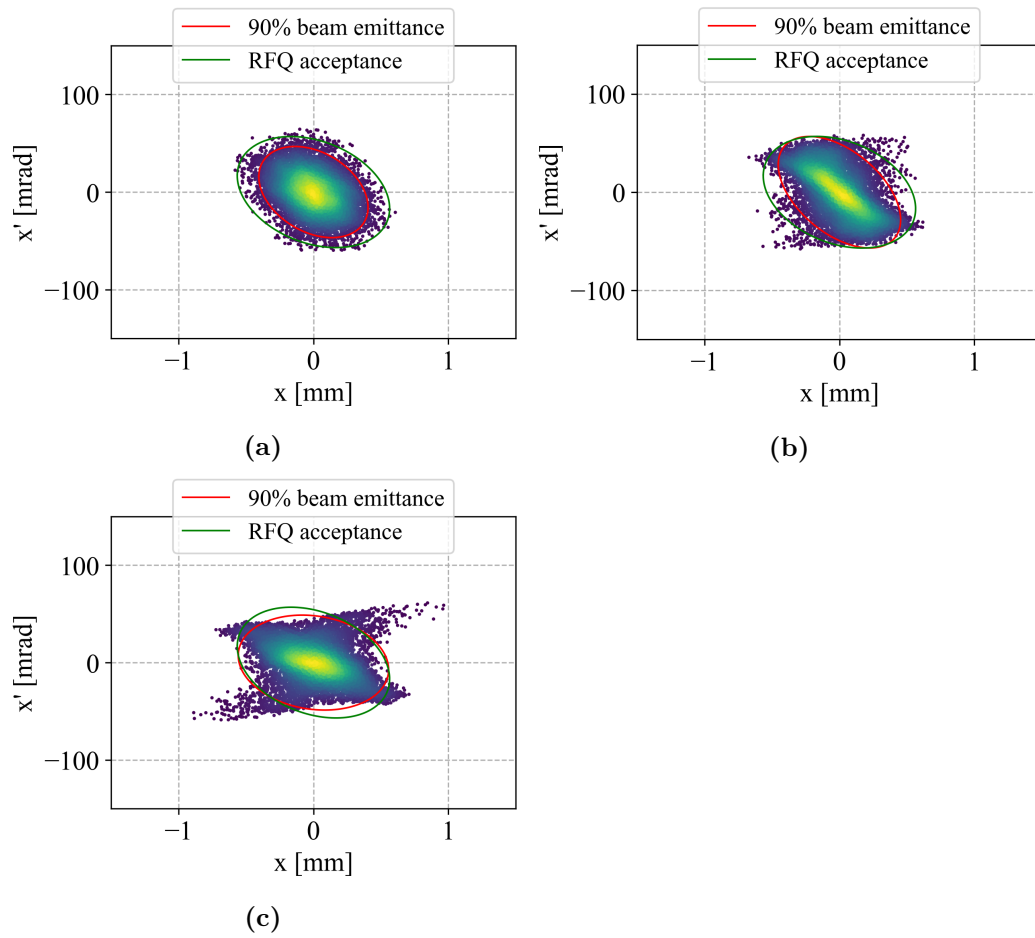 90% beam emittance
RFQ acceptance
100
0
−100
x' [mrad]
−1
0
1
x [mm]
(a)
90% beam emittance
RFQ acceptance
100
0
−100
x' [mrad]
−1
0
1
x [mm]
(b)
90% beam emittance
RFQ acceptance
100
0
−100
x' [mrad]
−1
0
1
x [mm]
(c)